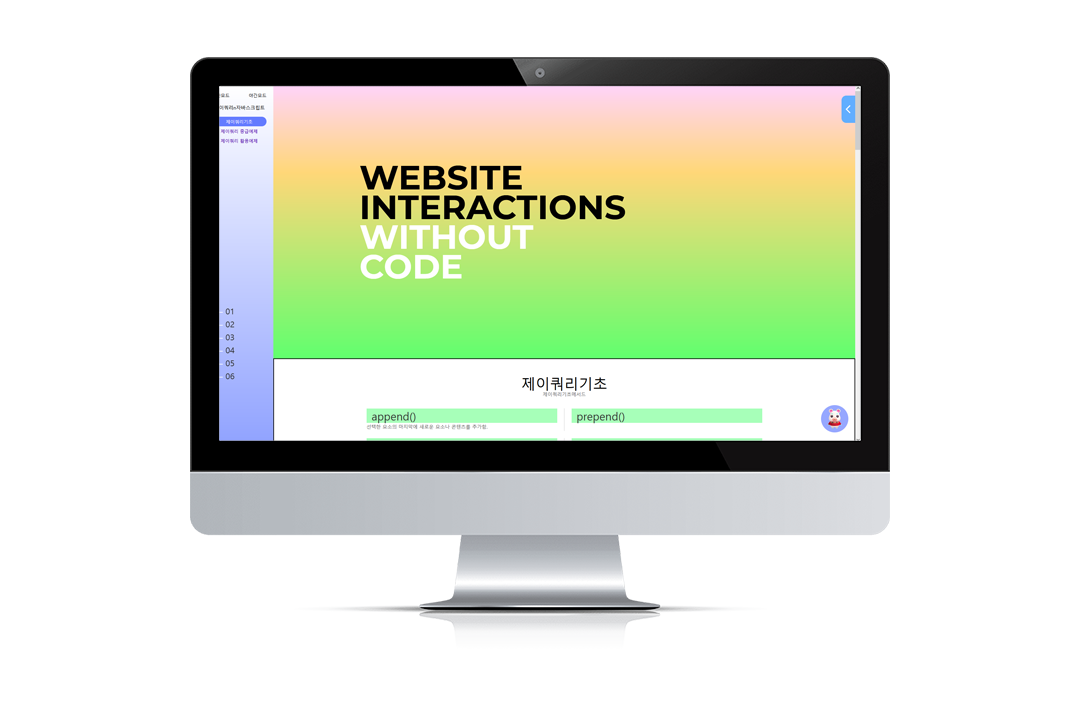 야간모드
이쿼리n자바스크립트
제이쿼리기초
제이쿼리 중급예제
제이쿼리 활용예제
01
02
03
04
05
06
WEBSITE
INTERACTIONS
WITHOUT
CODE
제이쿼리기초
제이쿼리기초메서드
append()
prepend()
선택한 요소의 마지막에 새로운 요소나 콘텐츠를 추가함.